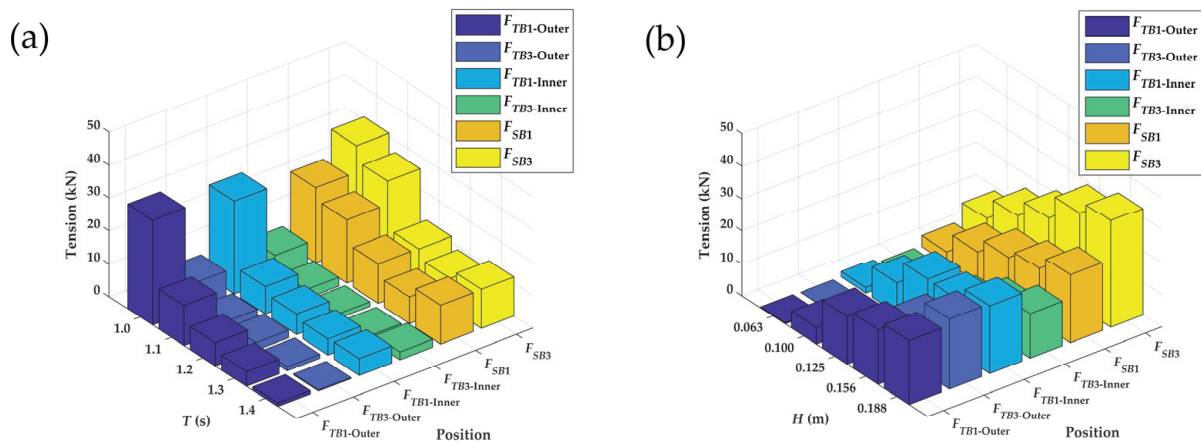 (a)
F_TB1-Outer
F_TB3-Outer
F_TB1-Inner
F_TB3-Inner
F_SB1
F_SB3
Tension (kN)
50
40
30
20
10
0
1.0
1.1
1.2
1.3
1.4
T (s)
F_TB1-Outer
F_TB3-Outer
F_TB1-Inner
F_TB3-Inner
F_SB1
F_SB3
Position
(b)
F_TB1-Outer
F_TB3-Outer
F_TB1-Inner
F_TB3-Inner
F_SB1
F_SB3
Tension (kN)
50
40
30
20
10
0
0.063
0.100
0.125
0.156
0.188
H (m)
F_TB1-Outer
F_TB3-Outer
F_TB1-Inner
F_TB3-Inner
F_SB1
F_SB3
Position